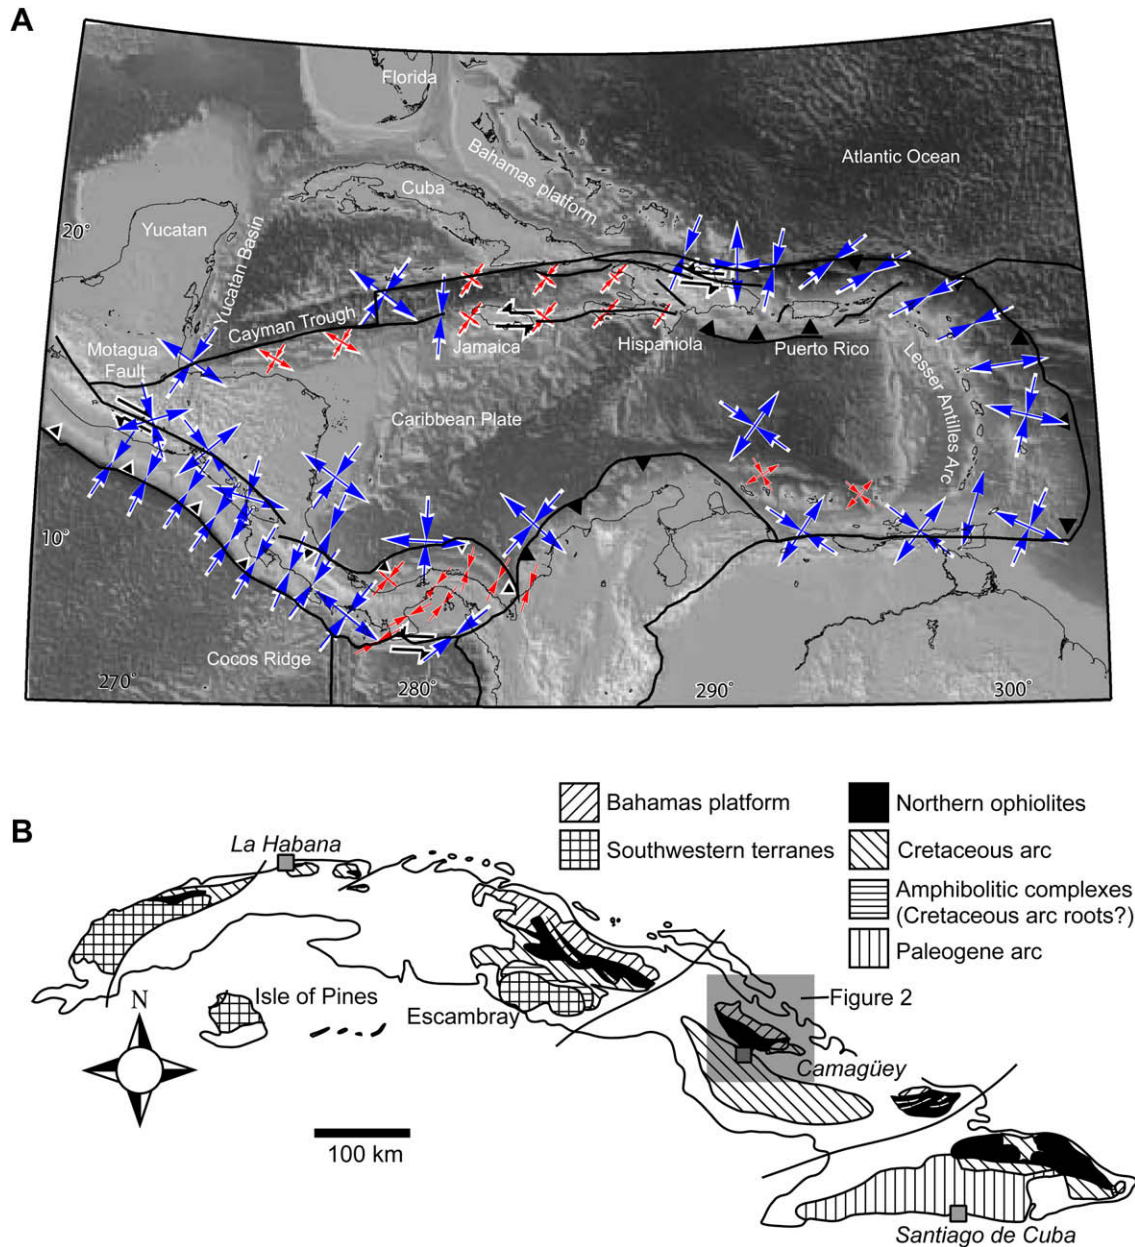 A
Florida
Atlantic Ocean
Bahamas platform
Cuba
20°
Yucatan
Yucatan Basin
Cayman Trough
Motagua
Fault
Jamaica
Hispaniola
Puerto Rico
Lesser Antilles Arc
Caribbean Plate
10°
Cocos Ridge
270°
280°
290°
300°
B
Bahamas platform
Northern ophiolites
La Habana
Southwestern terranes
Cretaceous arc
Amphibolitic complexes
(Cretaceous arc roots?)
Paleogene arc
N
Isle of Pines
Escambray
Figure 2
Camagüey
100 km
Santiago de Cuba